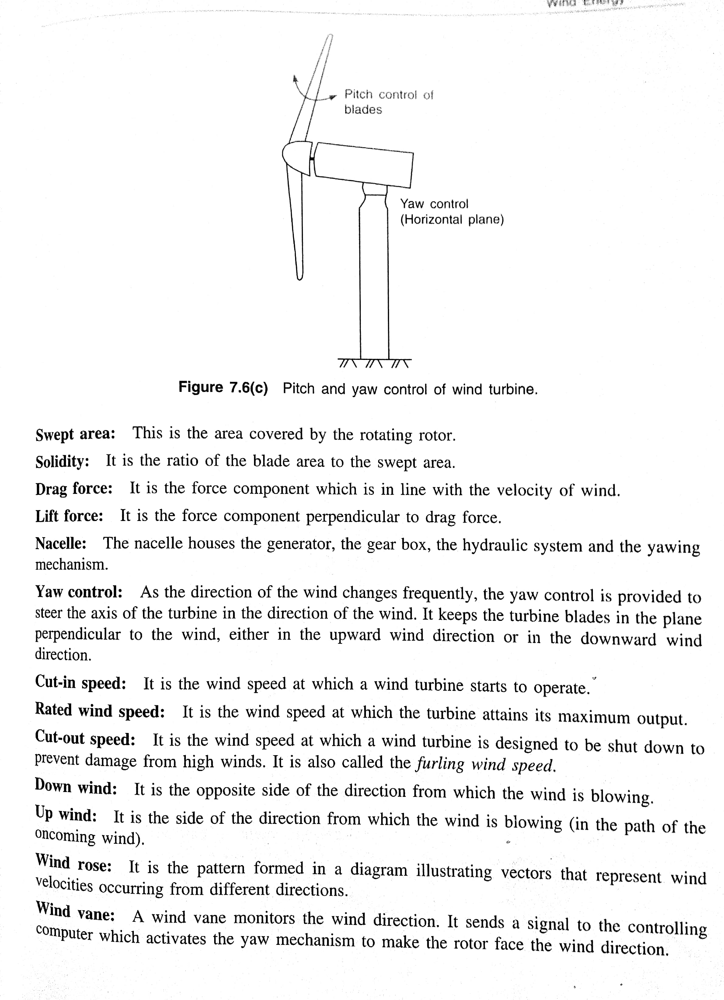 Wind Energy
Pitch control of
blades
Yaw control
(Horizontal plane)
Figure 7.6(c) Pitch and yaw control of wind turbine.
Swept area: This is the area covered by the rotating rotor.
Solidity: It is the ratio of the blade area to the swept area.
Drag force: It is the force component which is in line with the velocity of wind.
Lift force: It is the force component perpendicular to drag force.
Nacelle: The nacelle houses the generator, the gear box, the hydraulic system and the yawing
mechanism.
Yaw control: As the direction of the wind changes frequently, the yaw control is provided to
steer the axis of the turbine in the direction of the wind. It keeps the turbine blades in the plane
perpendicular to the wind, either in the upward wind direction or in the downward wind
direction.
Cut-in speed: It is the wind speed at which a wind turbine starts to operate.
Rated wind speed: It is the wind speed at which the turbine attains its maximum output.
Cut-out speed: It is the wind speed at which a wind turbine is designed to be shut down to
prevent damage from high winds. It is also called the furling wind speed.
Down wind: It is the opposite side of the direction from which the wind is blowing.
Up wind: It is the side of the direction from which the wind is blowing (in the path of the
oncoming wind).
Wind rose: It is the pattern formed in a diagram illustrating vectors that represent wind
velocities occurring from different directions.
Wind vane: A wind vane monitors the wind direction. It sends a signal to the controlling
computer which activates the yaw mechanism to make the rotor face the wind direction.